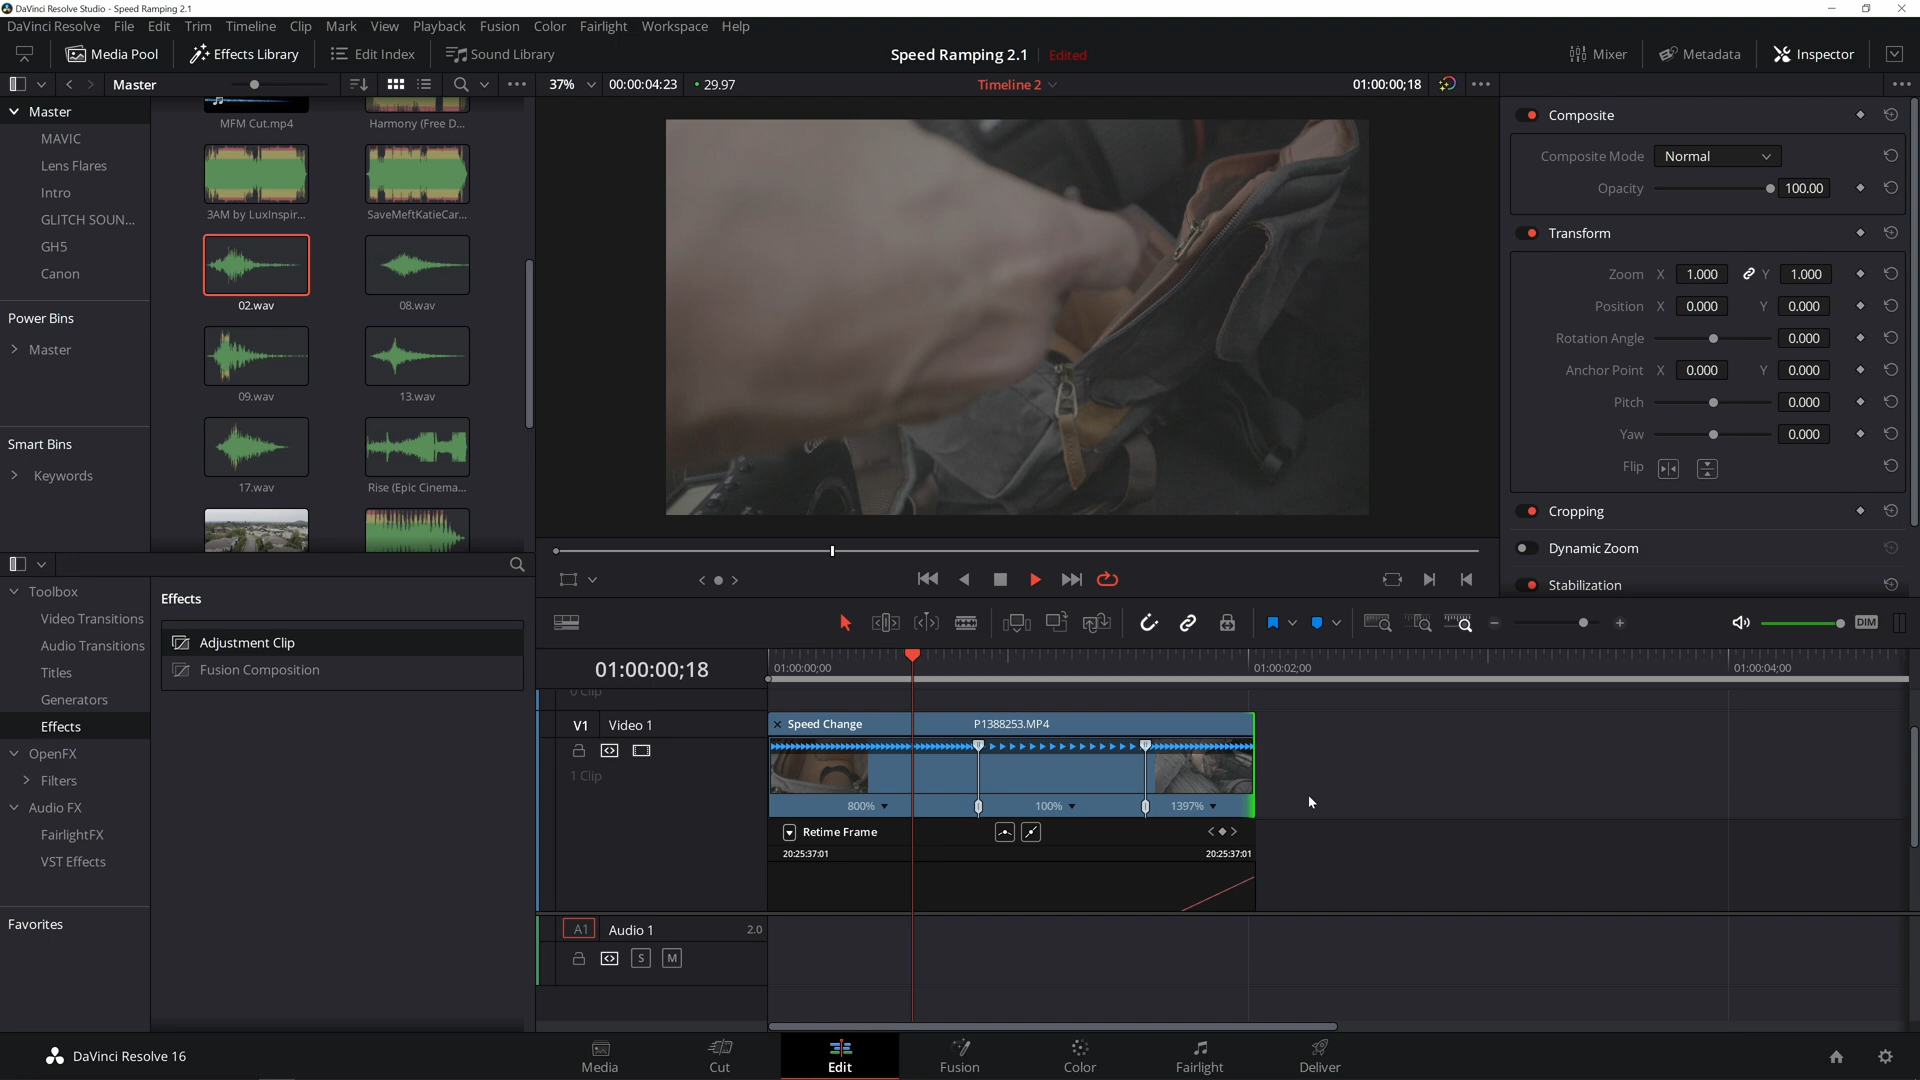 DaVinci Resolve Studio - Speed Ramping 2.1
DaVinci Resolve File Edit Trim Timeline Clip Mark View Playback Fusion Color Fairlight Workspace Help
Media Pool Effects Library Edit Index Sound Library Speed Ramping 2.1 Edited Mixer Metadata Inspector
Master 37% 00:00:04:23 29.97 Timeline 2 01:00:00;18
Master
MAVIC
Lens Flares
Intro
GLITCH SOUN...
GH5
Canon
Power Bins
Master
Smart Bins
Keywords
MFM Cut.mp4 Harmony (Free D...
3AM by LuxInspir... SaveMeftKatieCar...
02.wav 08.wav
09.wav 13.wav
17.wav Rise (Epic Cinema...
Composite
Composite Mode Normal
Opacity 100.00
Transform
Zoom X 1.000 Y 1.000
Position X 0.000 Y 0.000
Rotation Angle 0.000
Anchor Point X 0.000 Y 0.000
Pitch 0.000
Yaw 0.000
Flip
Cropping
Dynamic Zoom
Stabilization
Toolbox
Video Transitions
Audio Transitions
Titles
Generators
Effects
OpenFX
Filters
Audio FX
FairlightFX
VST Effects
Favorites
Effects
Adjustment Clip
Fusion Composition
DIM
01:00:00;18 01:00:00;00 01:00:02;00 01:00:04;00
0 Clip
V1 Video 1 Speed Change P1388253.MP4
1 Clip
800% 100% 1397%
Retime Frame
20:25:37:01 20:25:37:01
A1 Audio 1 2.0
S M
DaVinci Resolve 16
Media Cut Edit Fusion Color Fairlight Deliver